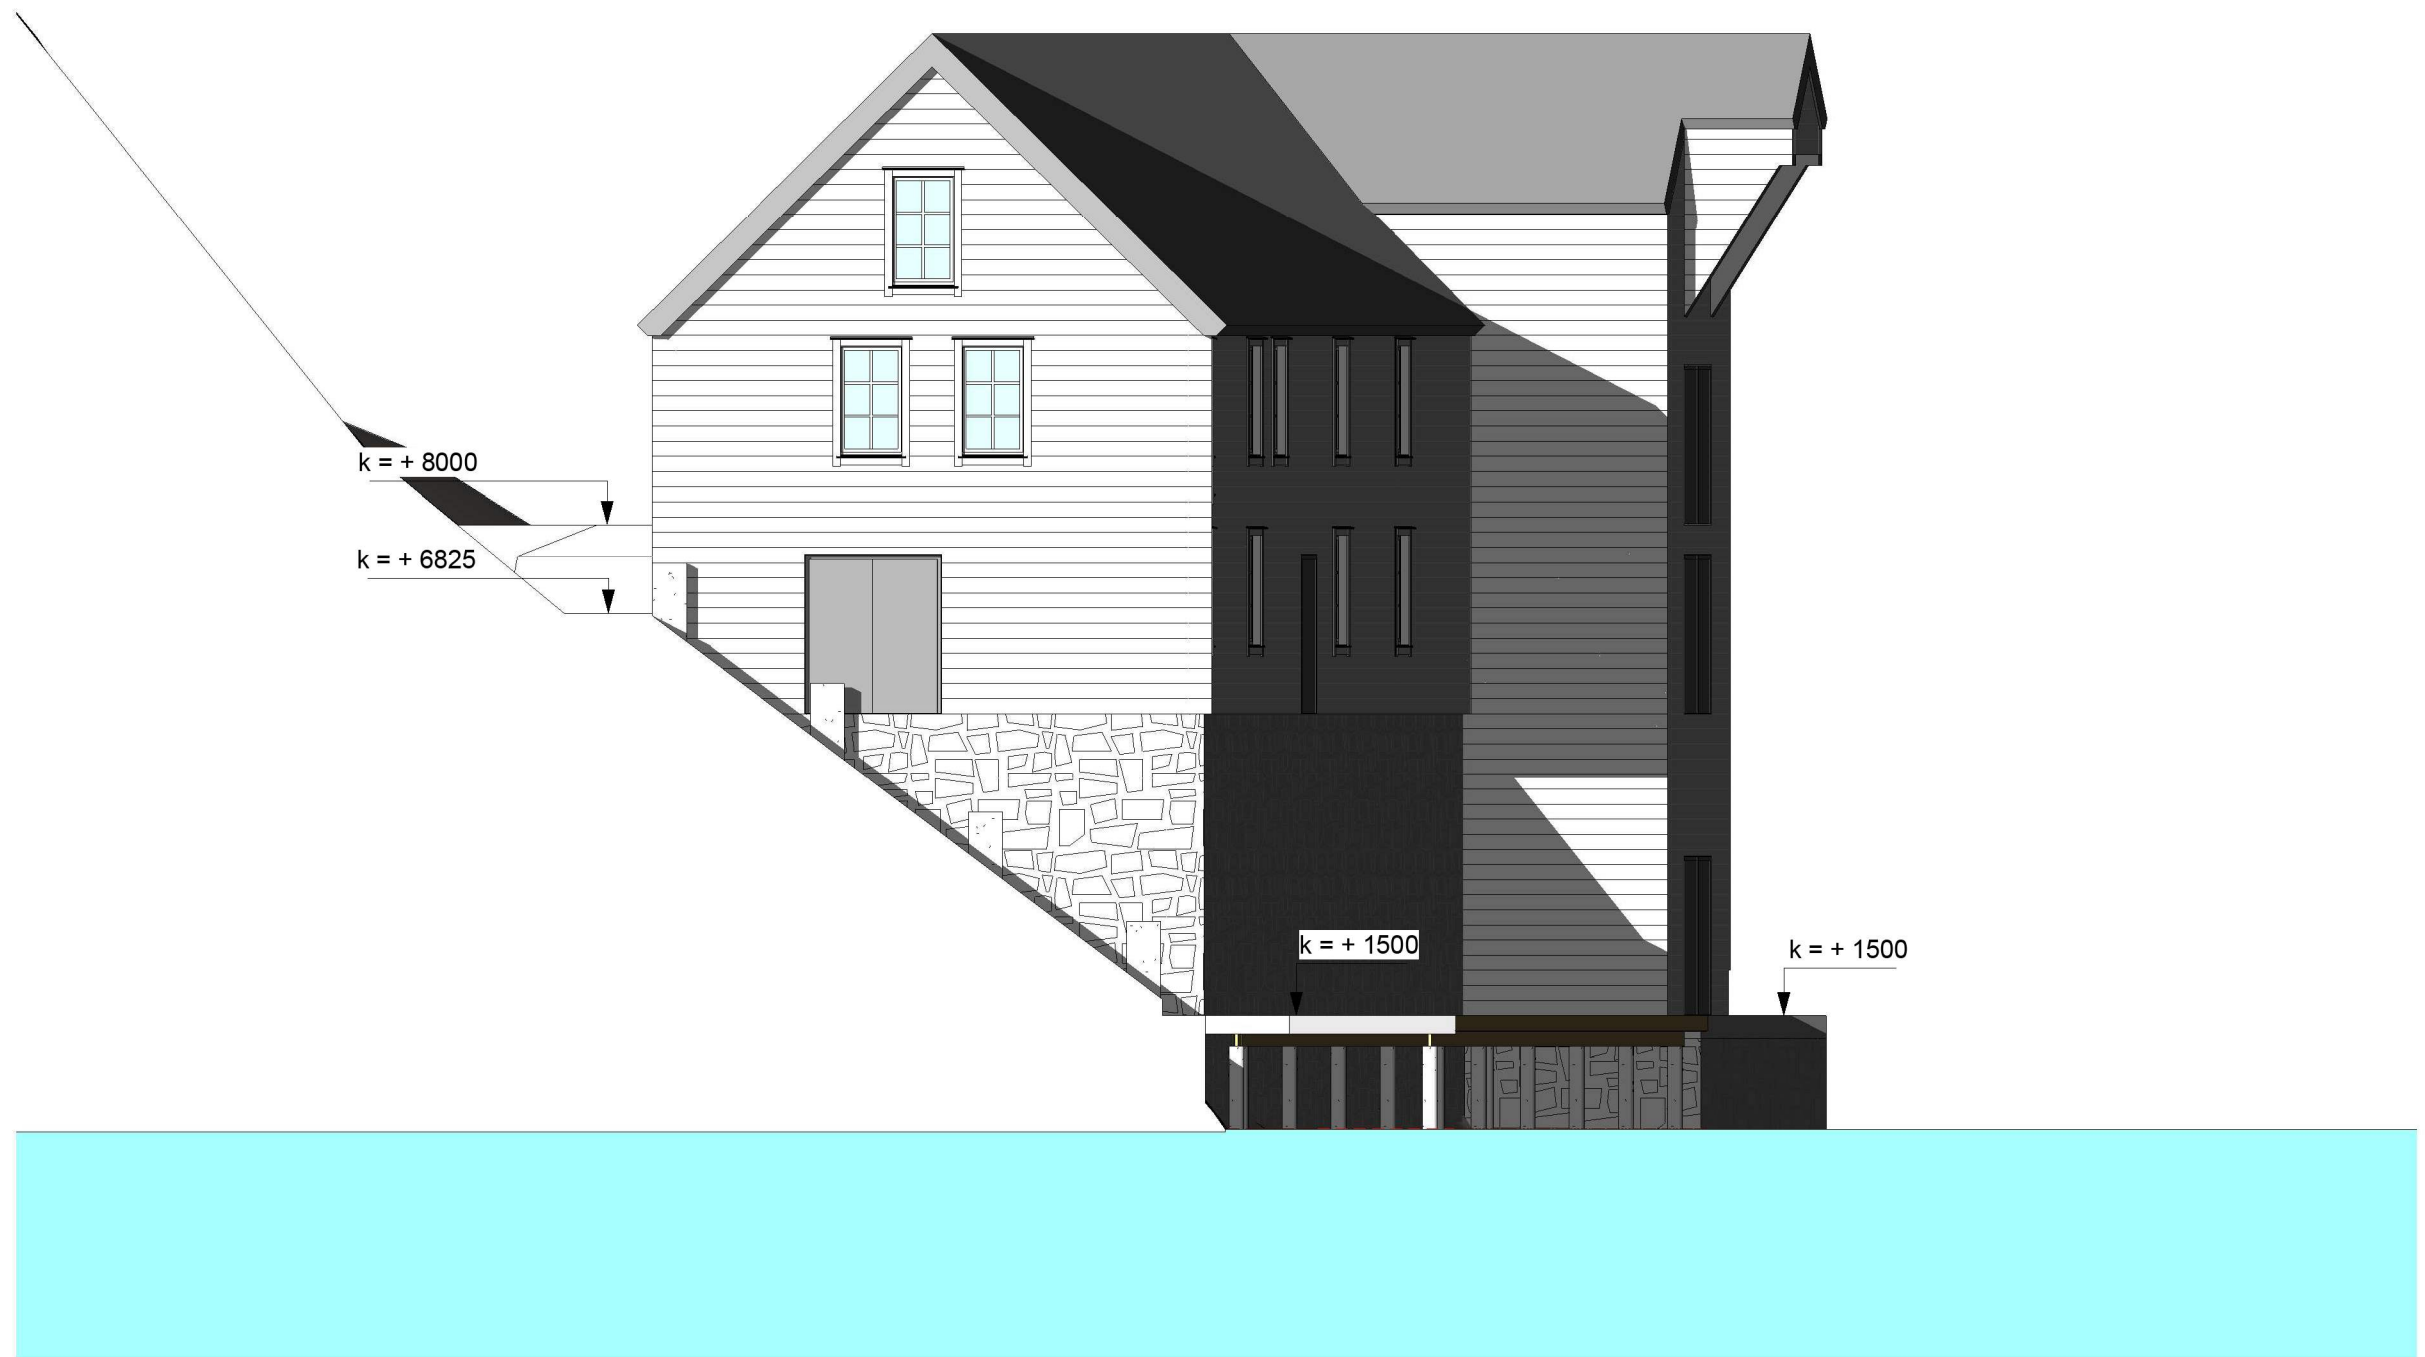 k = + 8000
k = + 6825
k = + 1500
k = + 1500